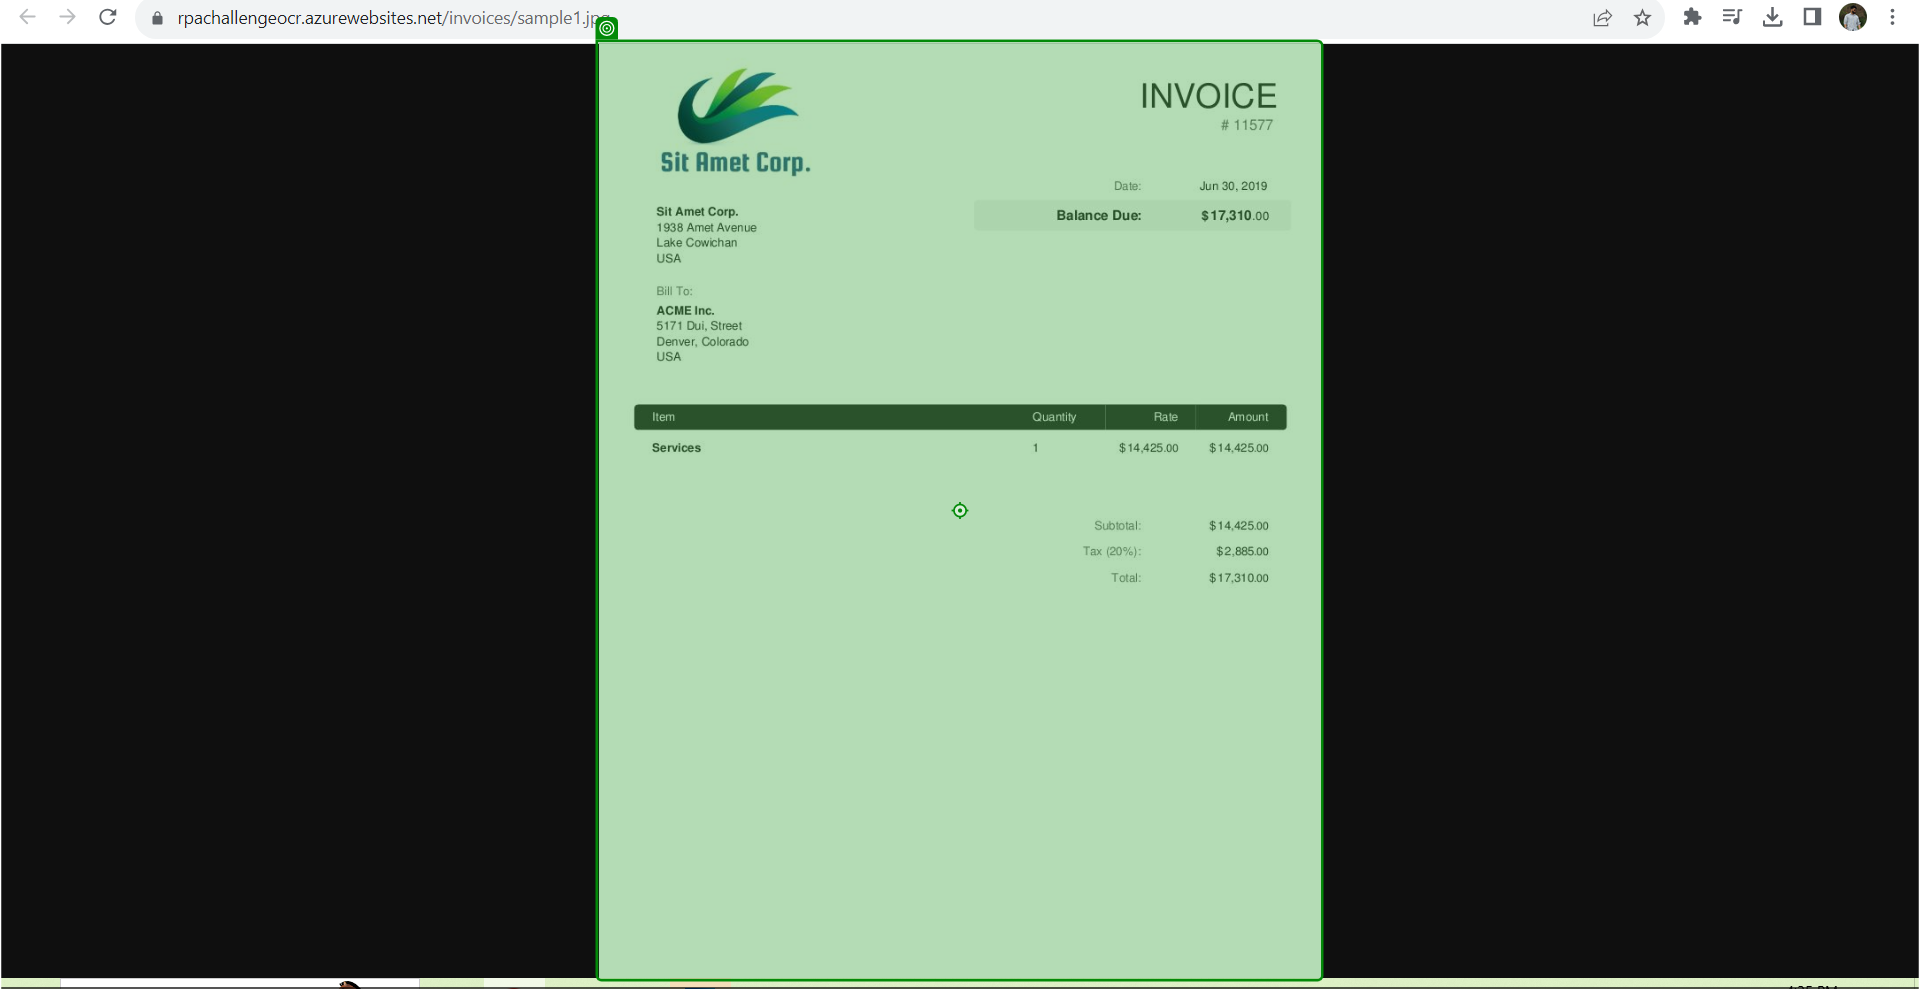 rpachallengeocr.azurewebsites.net/invoices/sample1.jpg
INVOICE
# 11577
Sit Amet Corp.
Date: Jun 30, 2019
Balance Due: $17,310.00
Sit Amet Corp.
1938 Amet Avenue
Lake Cowichan
USA
Bill To:
ACME Inc.
5171 Dui, Street
Denver, Colorado
USA
Item Quantity Rate Amount
Services 1 $14,425.00 $14,425.00
Subtotal: $14,425.00
Tax (20%): $2,885.00
Total: $17,310.00